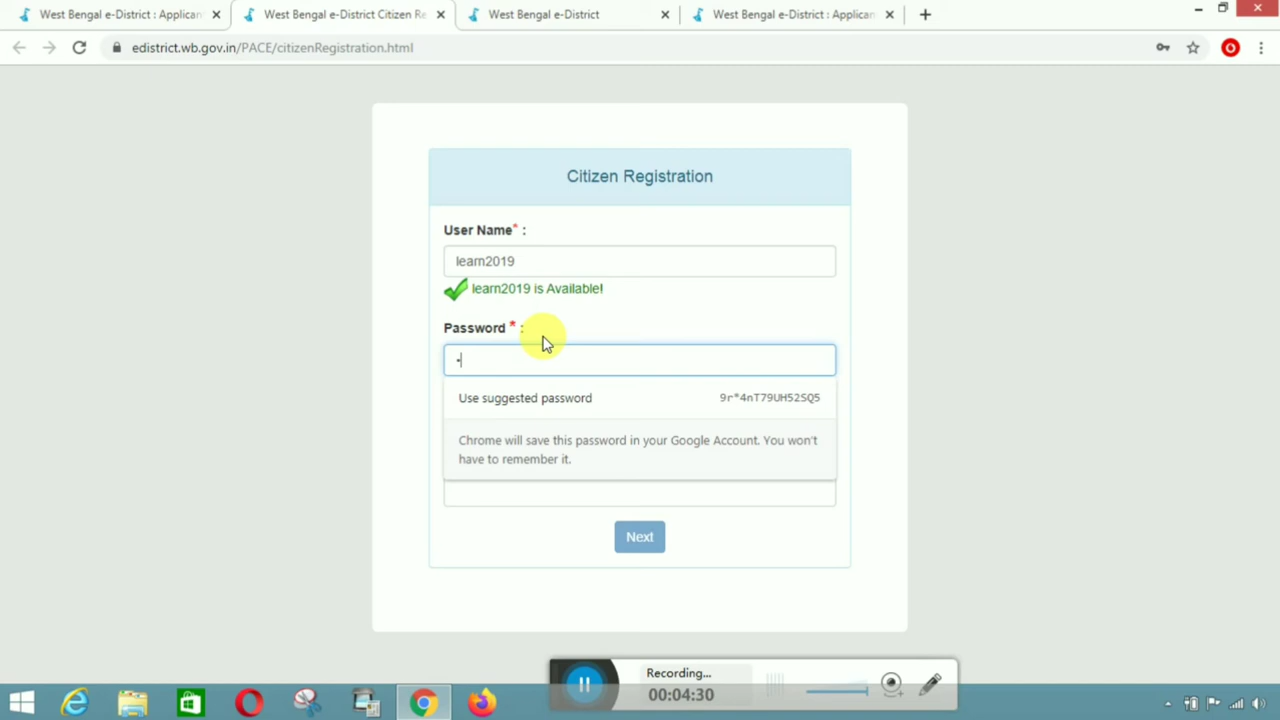 West Bengal e-District : Applican
West Bengal e-District Citizen Re
West Bengal e-District
West Bengal e-District : Applican
edistrict.wb.gov.in/PACE/citizenRegistration.html
Citizen Registration
User Name* :
learn2019
learn2019 is Available!
Password * :
Use suggested password 9r*4nT79UH52SQ5
Chrome will save this password in your Google Account. You won't
have to remember it.
Next
Recording...
00:04:30